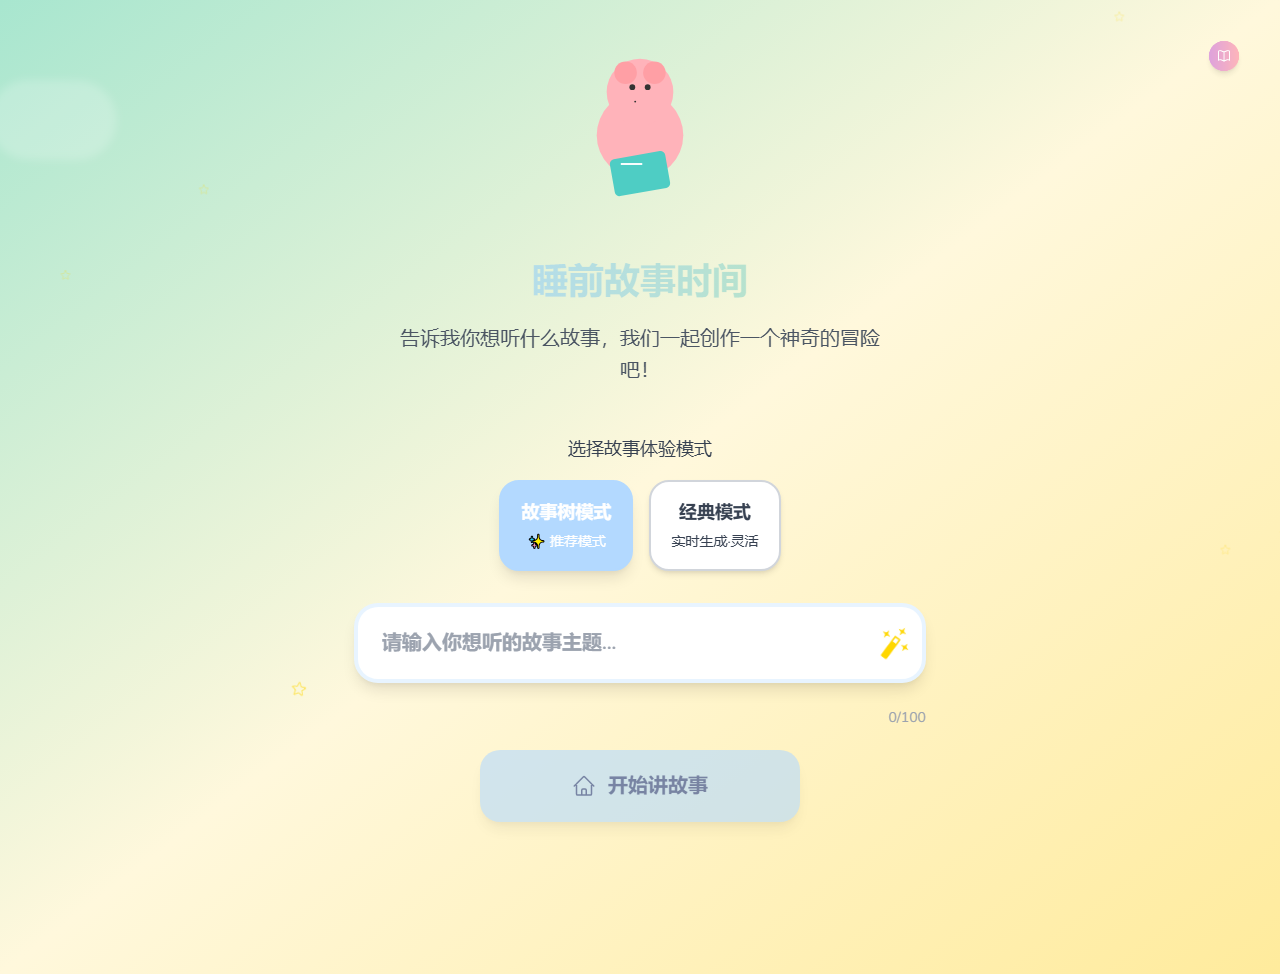 睡前故事时间
告诉我你想听什么故事，我们一起创作一个神奇的冒险
吧！
选择故事体验模式
故事树模式
✨ 推荐模式
经典模式
实时生成·灵活
请输入你想听的故事主题...
0/100
开始讲故事